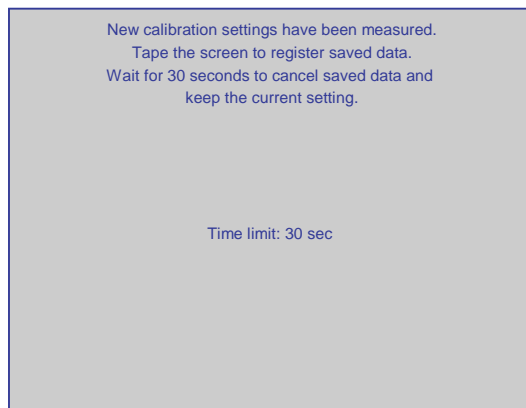 New calibration settings have been measured.
Tape the screen to register saved data.
Wait for 30 seconds to cancel saved data and
keep the current setting.
Time limit: 30 sec